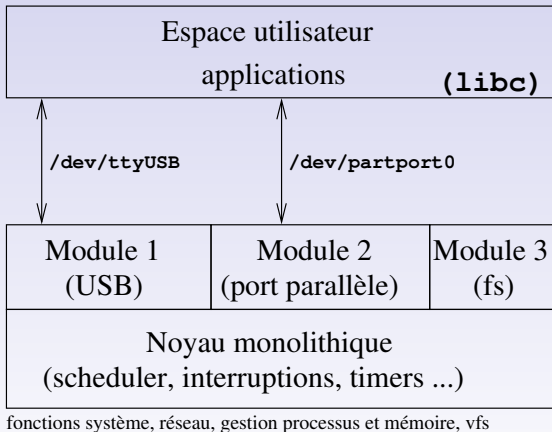 Espace utilisateur
applications
(libc)
/dev/ttyUSB
/dev/partport0
Module 1
(USB)
Module 2
(port parallèle)
Module 3
(fs)
Noyau monolithique
(scheduler, interruptions, timers ...)
fonctions système, réseau, gestion processus et mémoire, vfs